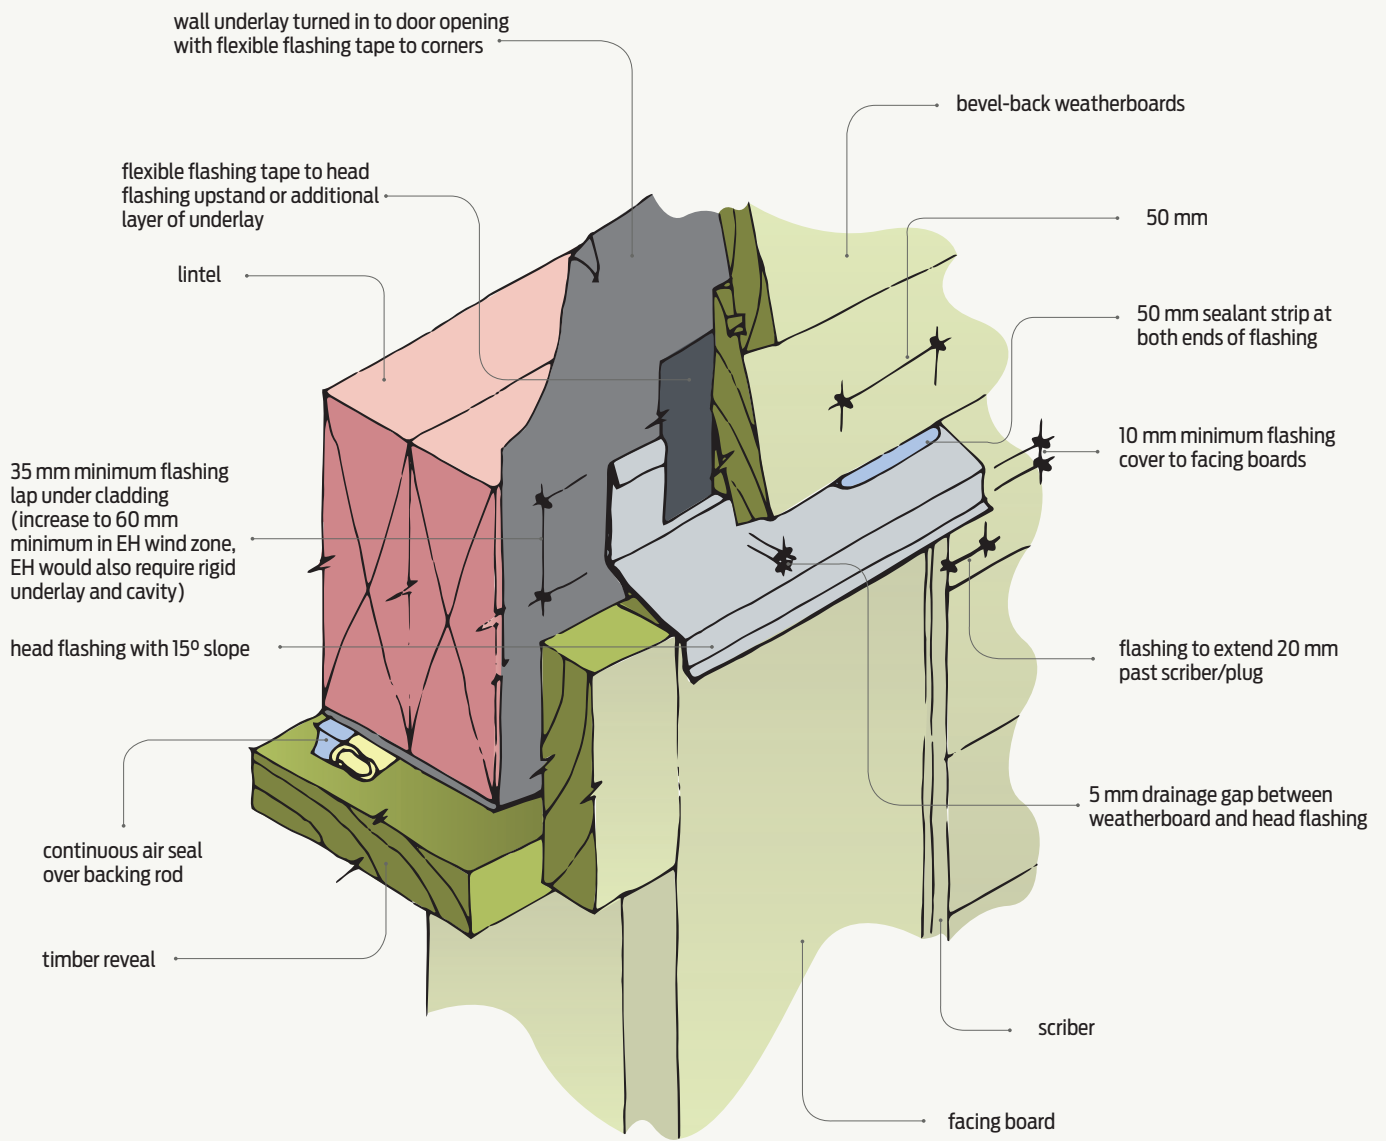 wall underlay turned in to door opening
with flexible flashing tape to corners
bevel-back weatherboards
flexible flashing tape to head
flashing upstand or additional
layer of underlay
50 mm
lintel
50 mm sealant strip at
both ends of flashing
10 mm minimum flashing
cover to facing boards
35 mm minimum flashing
lap under cladding
(increase to 60 mm
minimum in EH wind zone,
EH would also require rigid
underlay and cavity)
head flashing with 15º slope
flashing to extend 20 mm
past scriber/plug
5 mm drainage gap between
weatherboard and head flashing
continuous air seal
over backing rod
timber reveal
scriber
facing board